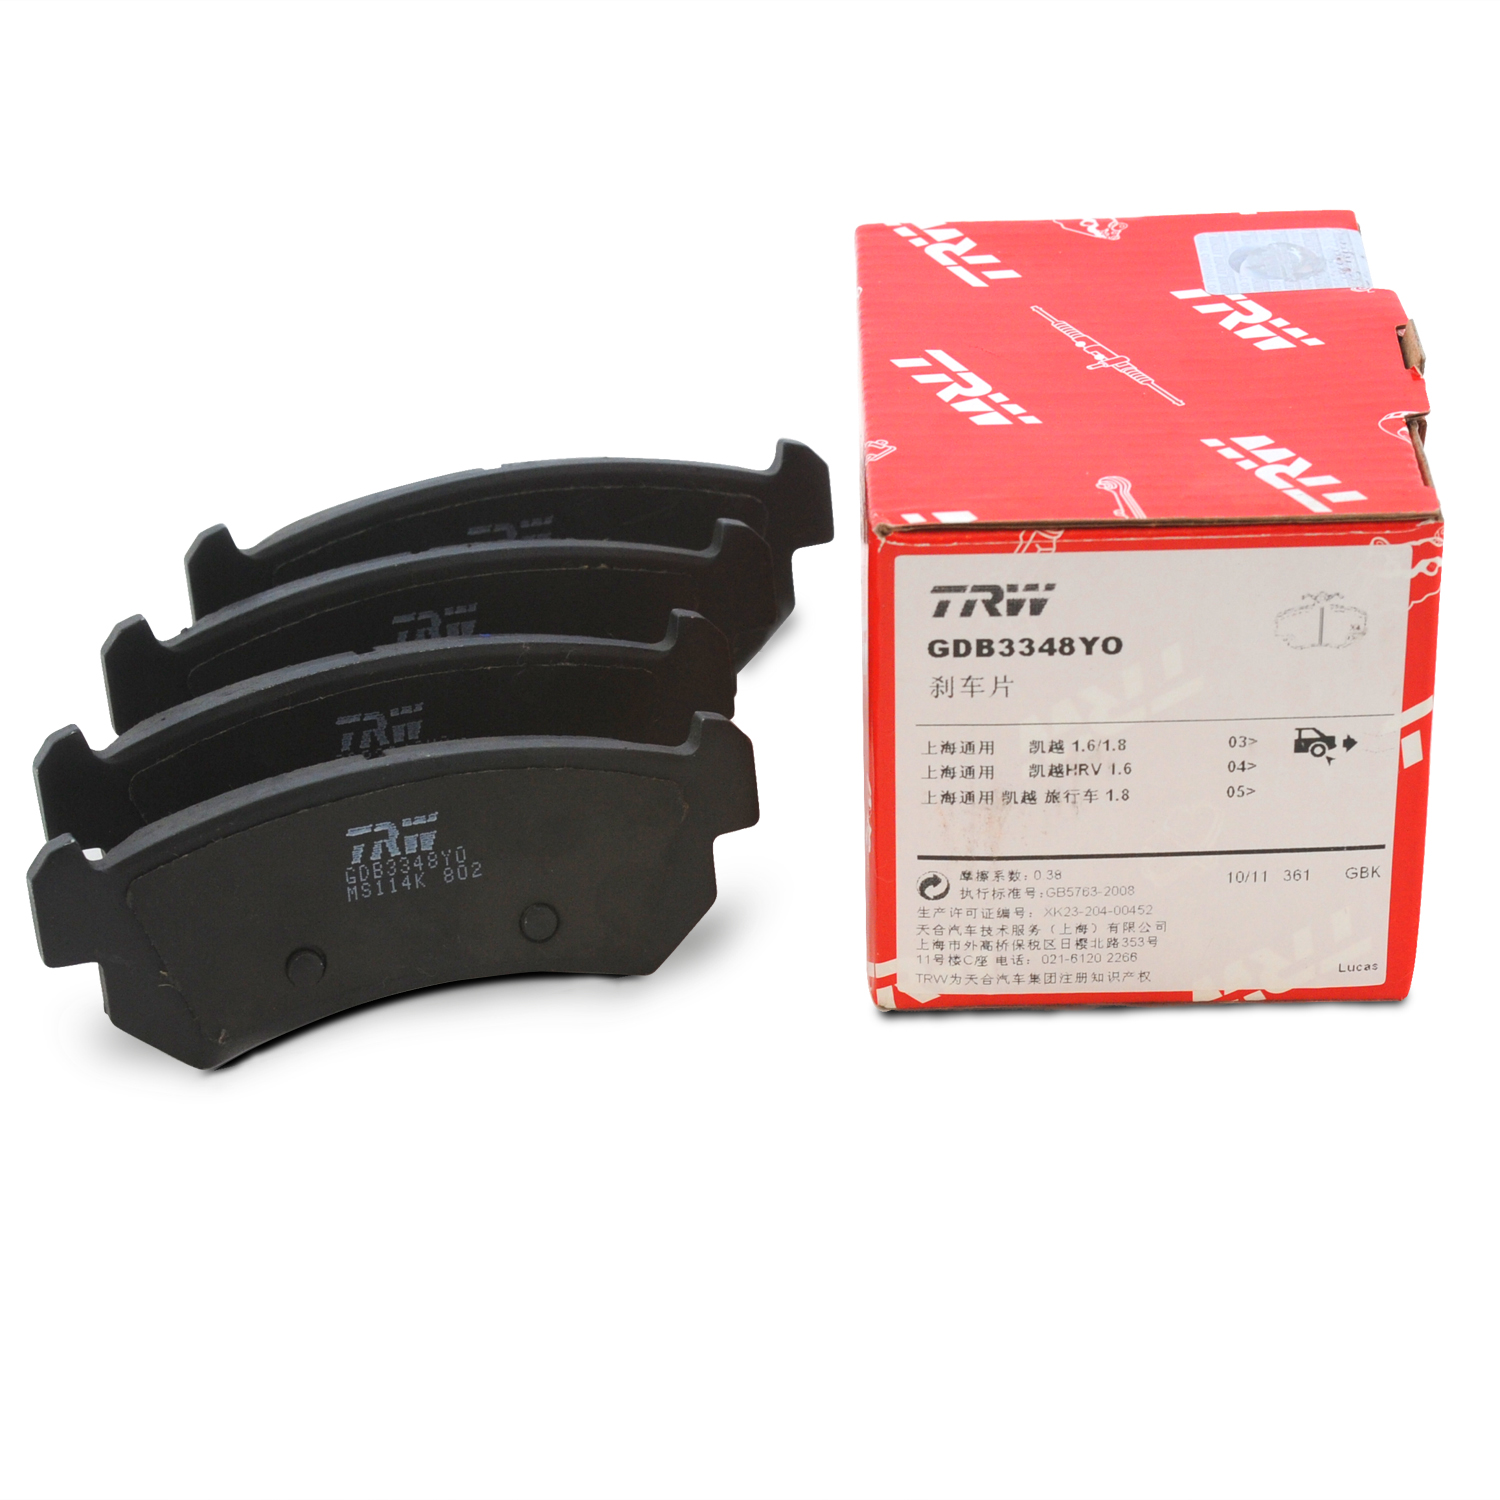 TRW
TRW
TRW
TRW
TRW
TRW
TRW
TRW
GDB3348YO
MS114K 802
TRW
GDB3348YO
刹车片
上海通用 凯越 1.6/1.8 03>
上海通用 凯越HRV 1.6 04>
上海通用 凯越 旅行车 1.8 05>
摩擦系数: 0.38 10/11 361 GBK
执行标准号: GB5763-2008
生产许可证编号: XK23-204-00452
天合汽车技术服务（上海）有限公司
上海市外高桥保税区日樱北路353号
11号楼C座 电话: 021-6120 2266
TRW为天合汽车集团注册知识产权
Lucas